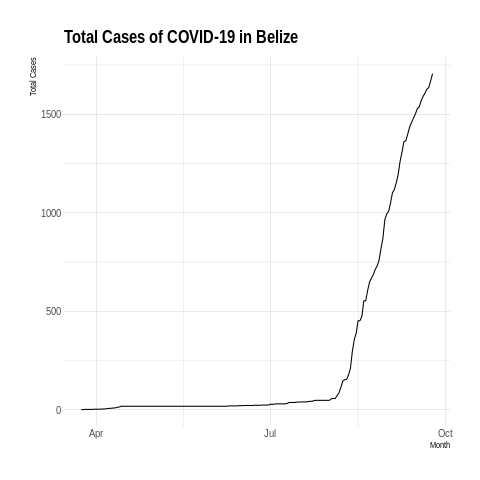 Total Cases of COVID-19 in Belize
Total Cases
1500
1000
500
0
Apr
Jul
Oct
Month